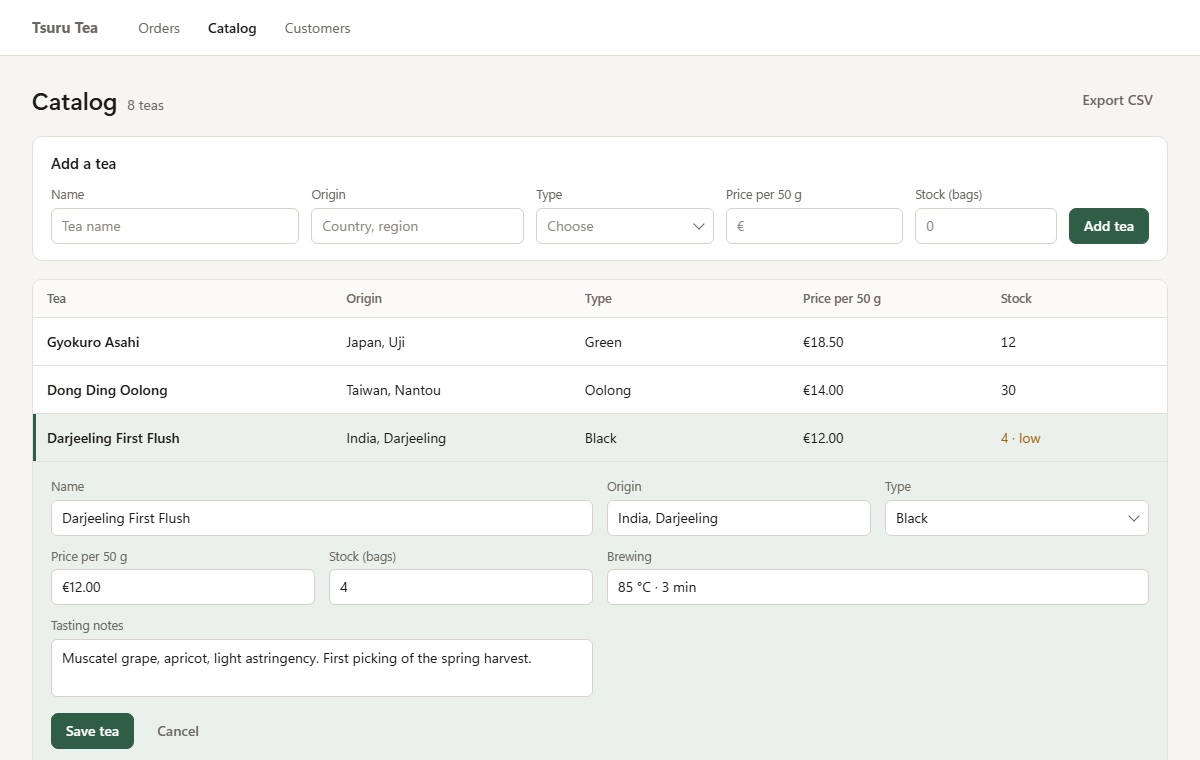 Tsuru Tea Orders Catalog Customers
Catalog 8 teas Export CSV
Add a tea
Name Origin Type Price per 50 g Stock (bags)
Tea name Country, region Choose € 0 Add tea
Tea Origin Type Price per 50 g Stock
Gyokuro Asahi Japan, Uji Green €18.50 12
Dong Ding Oolong Taiwan, Nantou Oolong €14.00 30
Darjeeling First Flush India, Darjeeling Black €12.00 4 · low
Name Origin Type
Darjeeling First Flush India, Darjeeling Black
Price per 50 g Stock (bags) Brewing
€12.00 4 85 °C · 3 min
Tasting notes
Muscatel grape, apricot, light astringency. First picking of the spring harvest.
Save tea Cancel